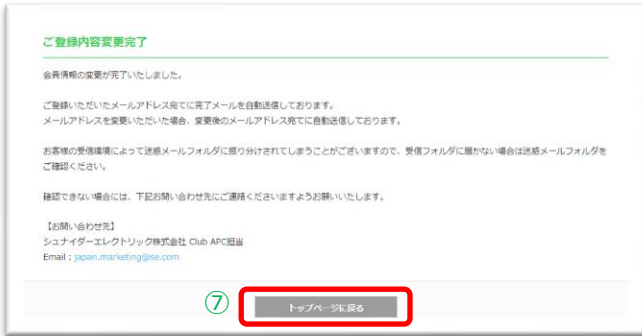 ご登録内容変更完了
会員情報の変更が完了いたしました。
ご登録いただいたメールアドレス宛てに完了メールを自動送信しております。
メールアドレスを変更いただいた場合、変更後のメールアドレス宛てに自動送信しております。
お客様の受信環境によって迷惑メールフォルダに振り分けされてしまうことがございますので、受信フォルダに届かない場合は迷惑メールフォルダを
ご確認ください。
確認できない場合には、下記お問い合わせ先にご連絡くださいますようお願いいたします。
【お問い合わせ先】
シュナイダーエレクトリック株式会社 Club APC担当
Email : japan.marketing@se.com
⑦ トップページに戻る